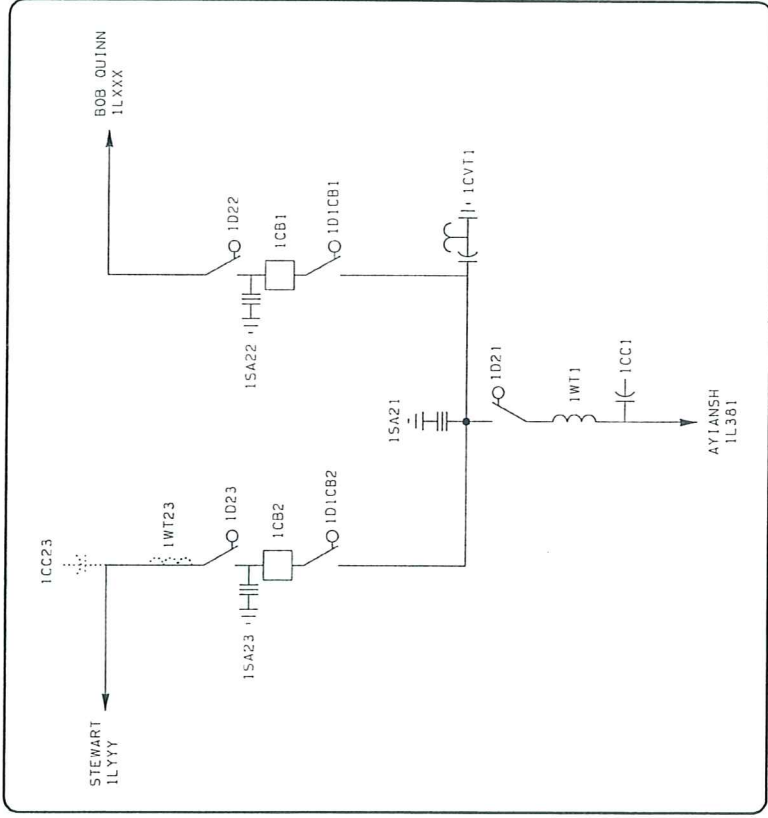 BOB QUINN
1LXXX
1D22
1SA22
1CB1
1D1CB1
1CVT1
1CC23
1WT23
1D23
1SA23
1CB2
1D1CB2
STEWART
1LYYY
1SA21
1D21
1WT1
1CC1
AYIANSH
1L381